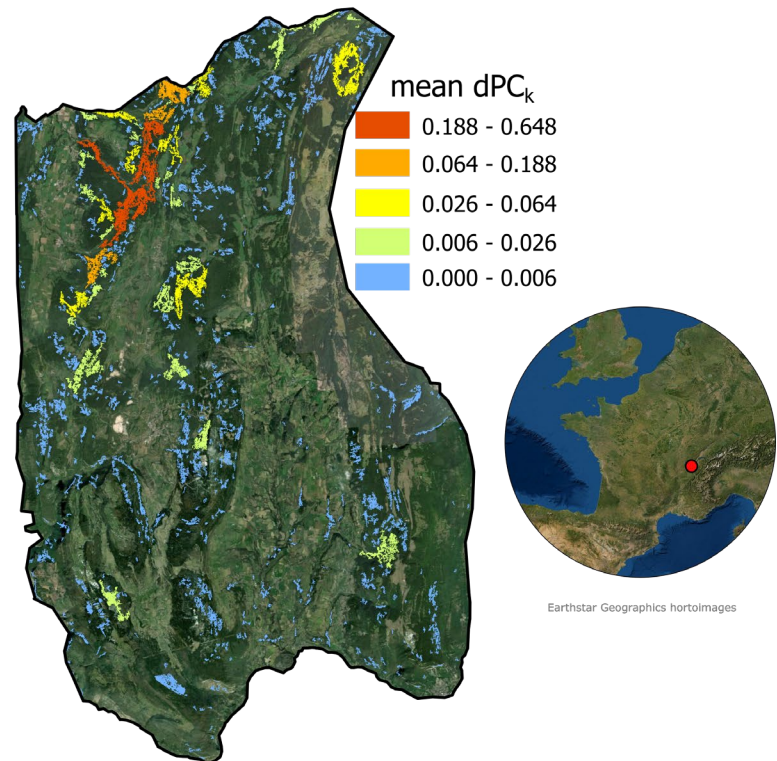 mean dPCk
0.188 - 0.648
0.064 - 0.188
0.026 - 0.064
0.006 - 0.026
0.000 - 0.006
Earthstar Geographics hortoimages